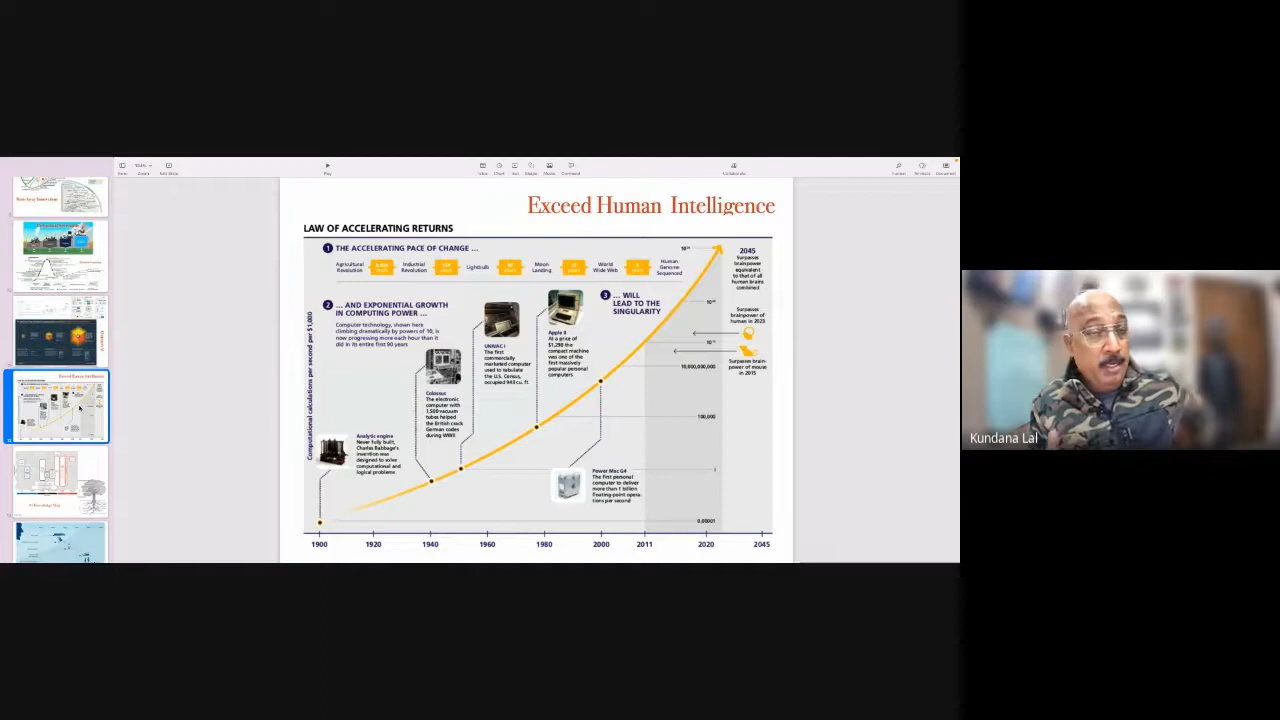 Exceed Human Intelligence
LAW OF ACCELERATING RETURNS
1 THE ACCELERATING PACE OF CHANGE ...
Agricultural
Revolution
Industrial
Revolution
Lightbulb
Moon
Landing
World
Wide Web
Human
Genome
Sequenced
2 ... AND EXPONENTIAL GROWTH
IN COMPUTING POWER ...
Computer technology, shown here
climbing dramatically by powers of 10, is
now progressing more each hour than it
did in its entire first 90 years
3 ... WILL
LEAD TO THE
SINGULARITY
2045
Surpasses
brainpower
equivalent
to that of all
human brains
combined
Surpasses
brainpower of
human in 2023
Surpasses brain-
power of mouse
in 2015
Computational calculations per second per $1,000
Analytic engine
Never fully built,
Charles Babbage's
invention was
designed to solve
computational and
logical problems
Colossus
The electronic
computer with
1,500 vacuum
tubes helped
the British crack
German codes
during WWII
UNIVAC I
The first
commercially
marketed computer
used to tabulate
the U.S. Census,
occupied 943 cu. ft.
Apple II
At a price of
$1,298 the
compact machine
was one of the
first massively
popular personal
computers
Power Mac G4
The first personal
computer to deliver
more than 1 billion
floating-point opera-
tions per second
10,000,000,000
100,000
1
0.00001
1900 1920 1940 1960 1980 2000 2011 2020 2045
AI Knowledge Map
Kundana Lal